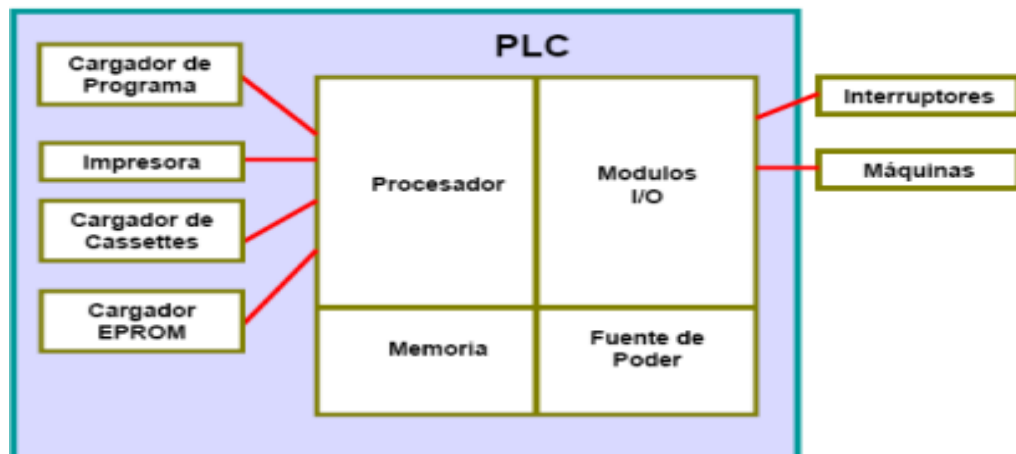 PLC
Cargador de
Programa
Impresora
Cargador de
Cassettes
Cargador
EPROM
Procesador
Modulos
I/O
Memoria
Fuente de
Poder
Interruptores
Máquinas